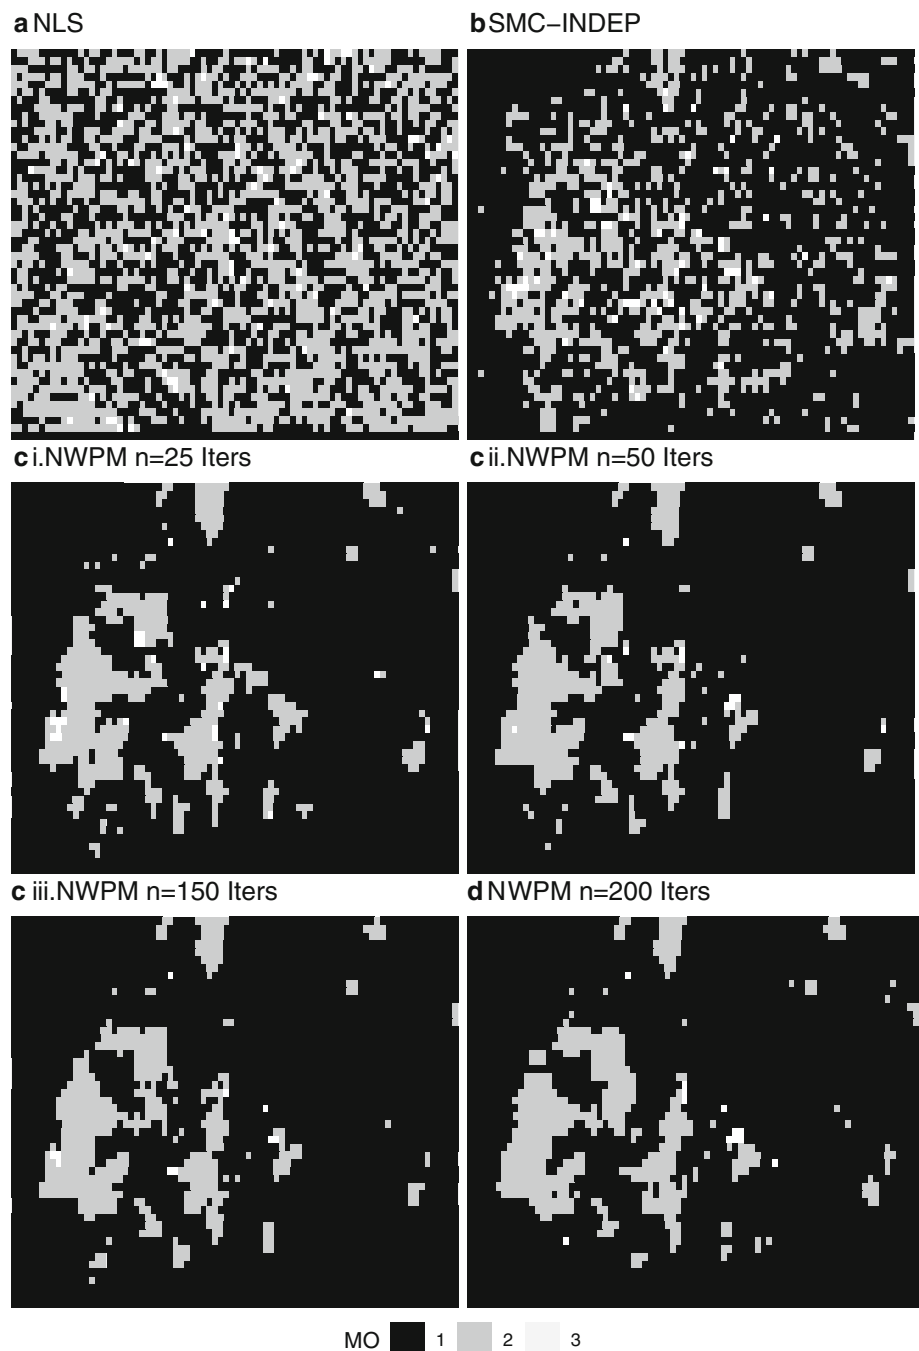 a NLS
b SMC−INDEP
c i.NWPM n=25 Iters
c ii.NWPM n=50 Iters
c iii.NWPM n=150 Iters
d NWPM n=200 Iters
MO 1 2 3